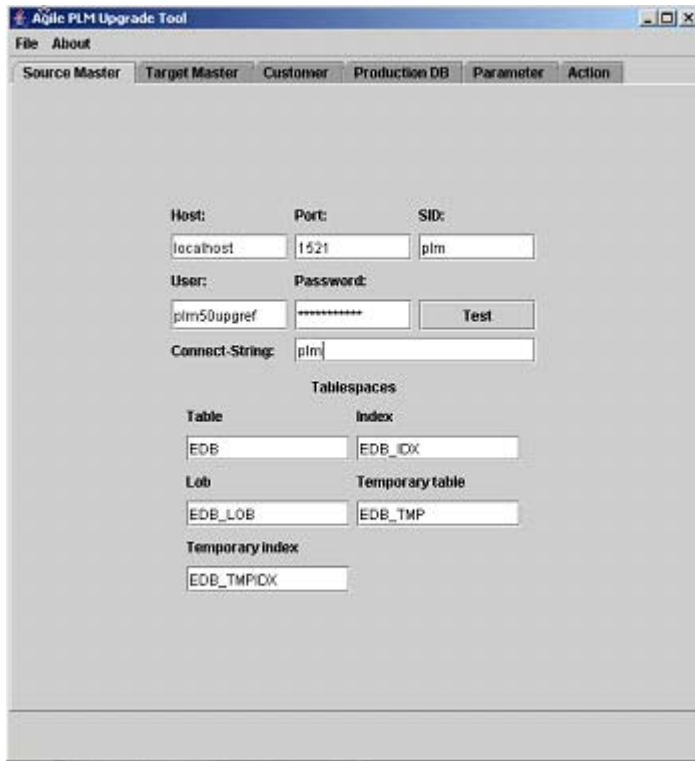 Agile PLM Upgrade Tool
File About
Source Master Target Master Customer Production DB Parameter Action
Host: Port: SID:
localhost 1521 plm
User: Password:
plm50upgref *********** Test
Connect-String: plm
Tablespaces
Table Index
EDB EDB_IDX
Lob Temporary table
EDB_LOB EDB_TMP
Temporary index
EDB_TMPIDX